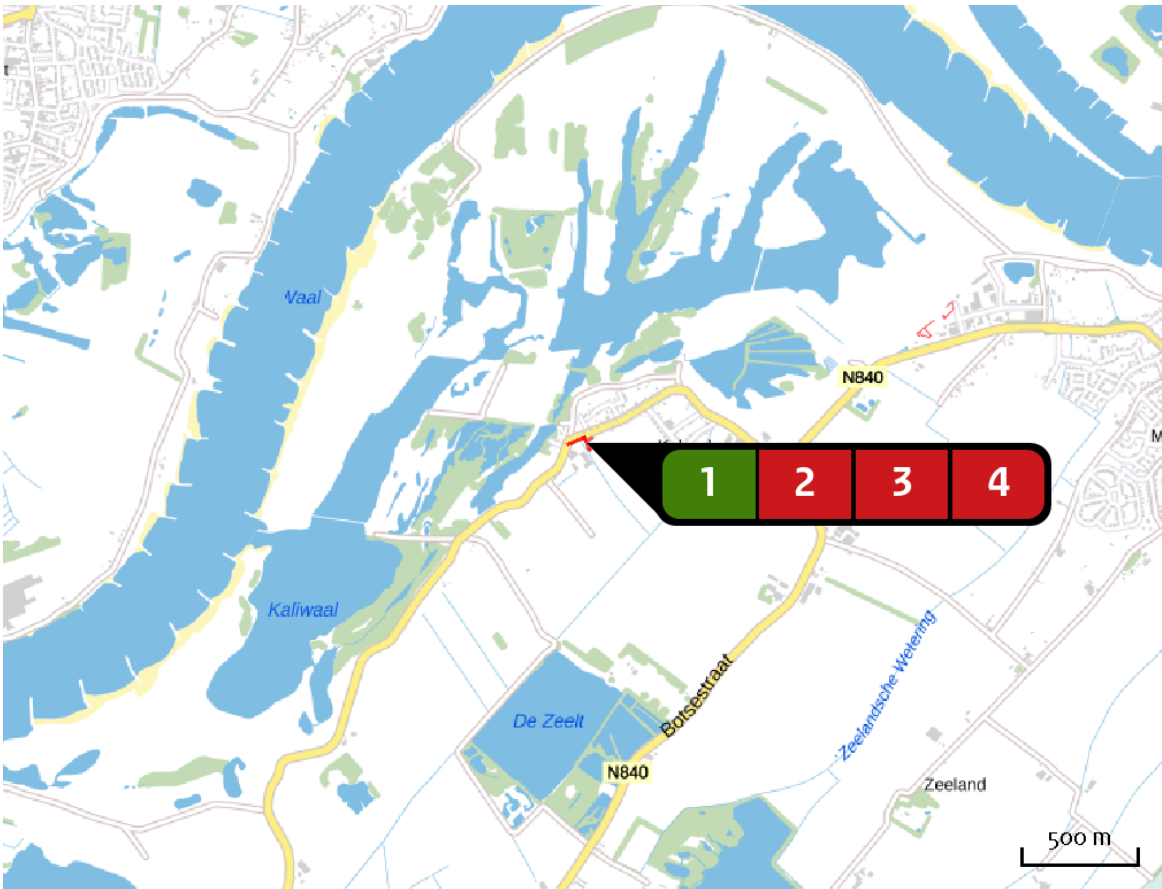 t
Waal
N840
M
1 2 3 4
Kaliwaal
Zeelandsche Wetering
Botsestraat
De Zeelt
N840
Zeeland
500 m